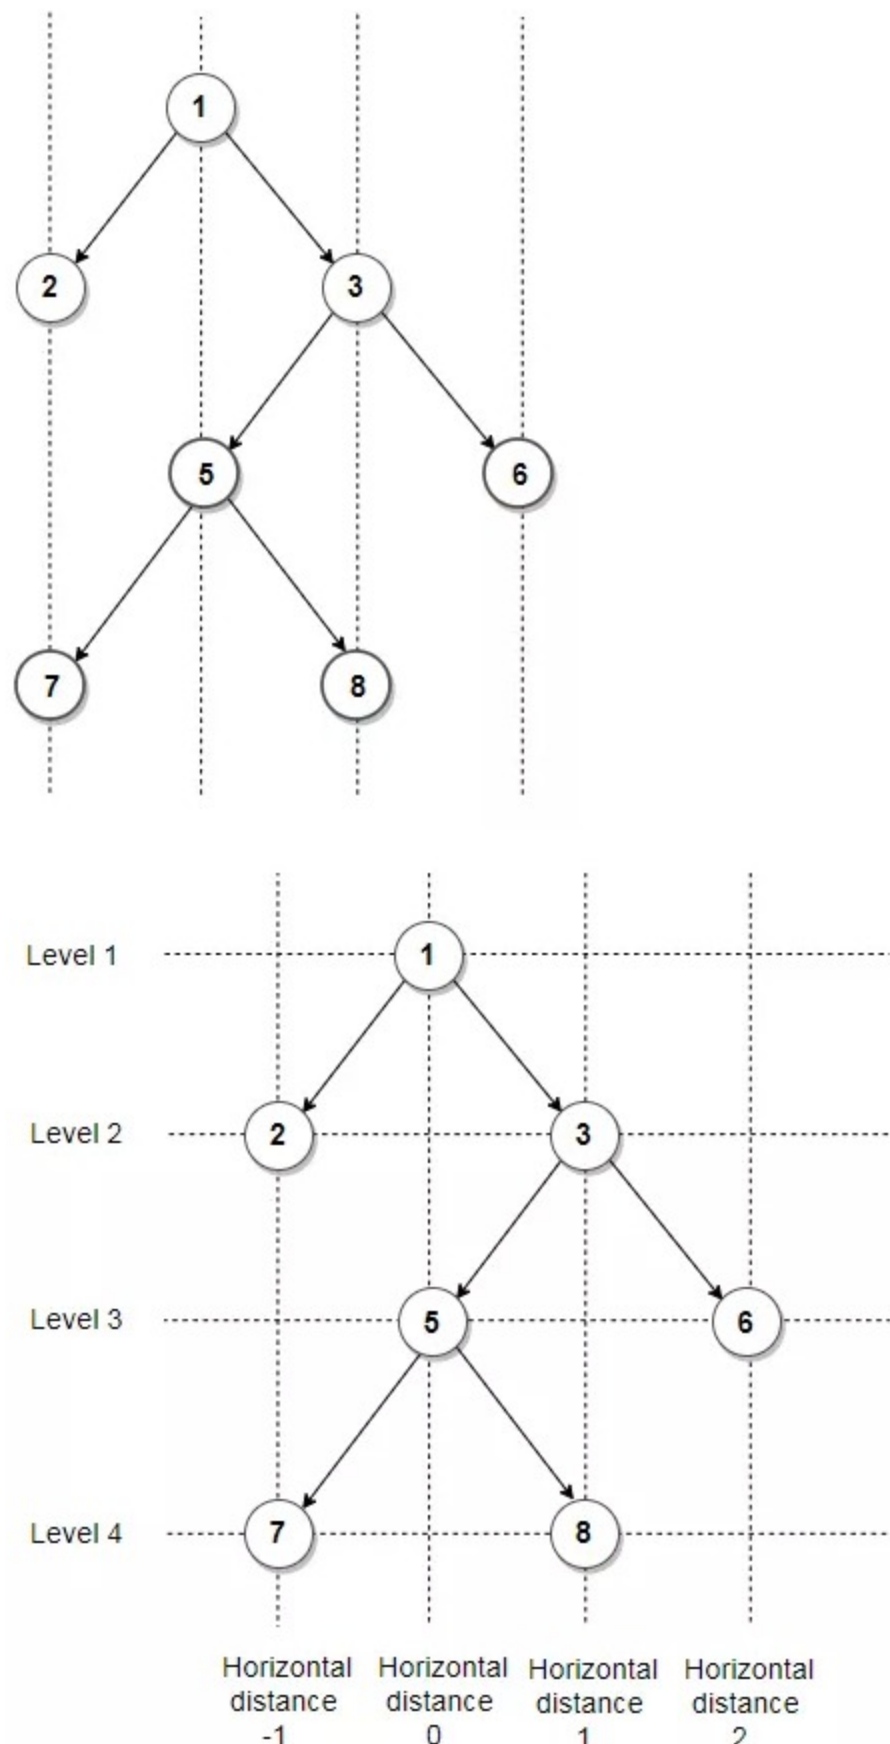 1
2 3
5 6
7 8
Level 1 1
Level 2 2 3
Level 3 5 6
Level 4 7 8
Horizontal Horizontal Horizontal Horizontal
distance distance distance distance
-1 0 1 2